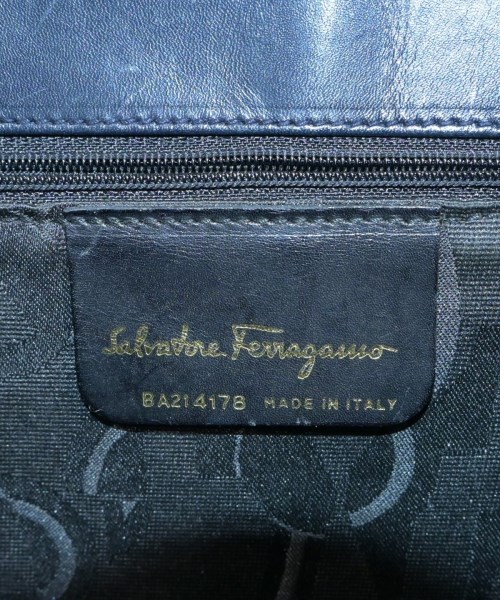 Salvatore Ferragamo
BA214178 MADE IN ITALY